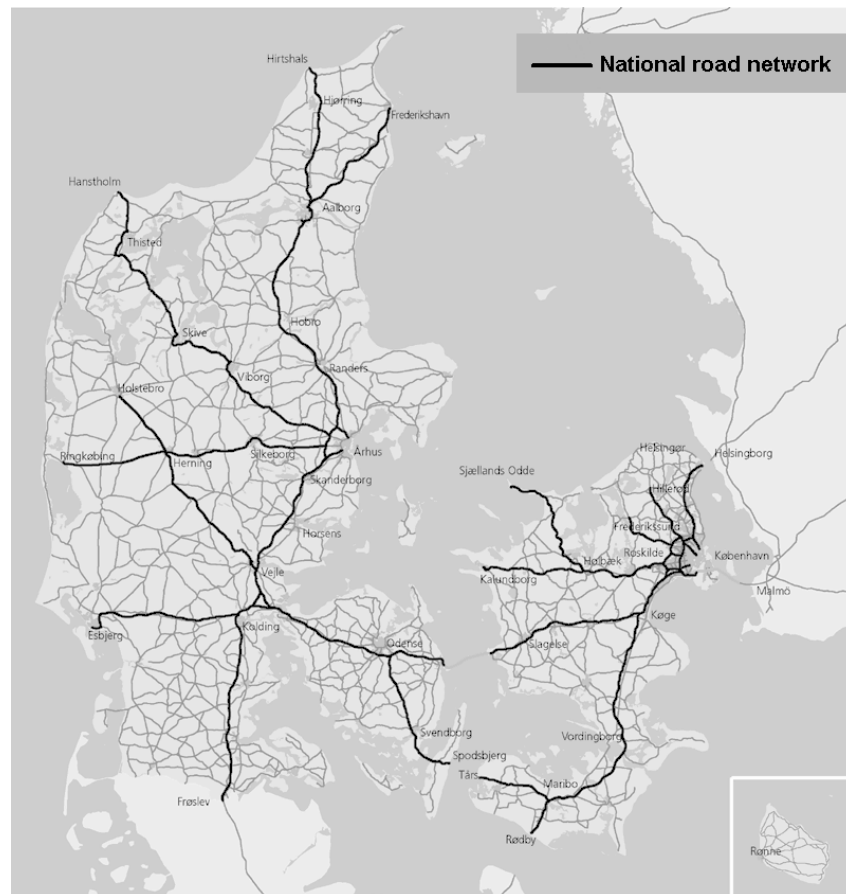 National road network
Hirtshals
Hjørring
Frederikshavn
Hanstholm
Aalborg
Thisted
Hobro
Skive
Randers
Viborg
Holstebro
Ringkøbing
Herning
Silkeborg
Århus
Skanderborg
Helsingør
Helsingborg
Sjællands Odde
Hillerød
Frederikssund
Horsens
Roskilde
København
Holbæk
Vejle
Kalundborg
Malmö
Køge
Esbjerg
Kolding
Odense
Slagelse
Svendborg
Vordingborg
Spodsbjerg
Tårs
Maribo
Frøslev
Rødby
Rønne